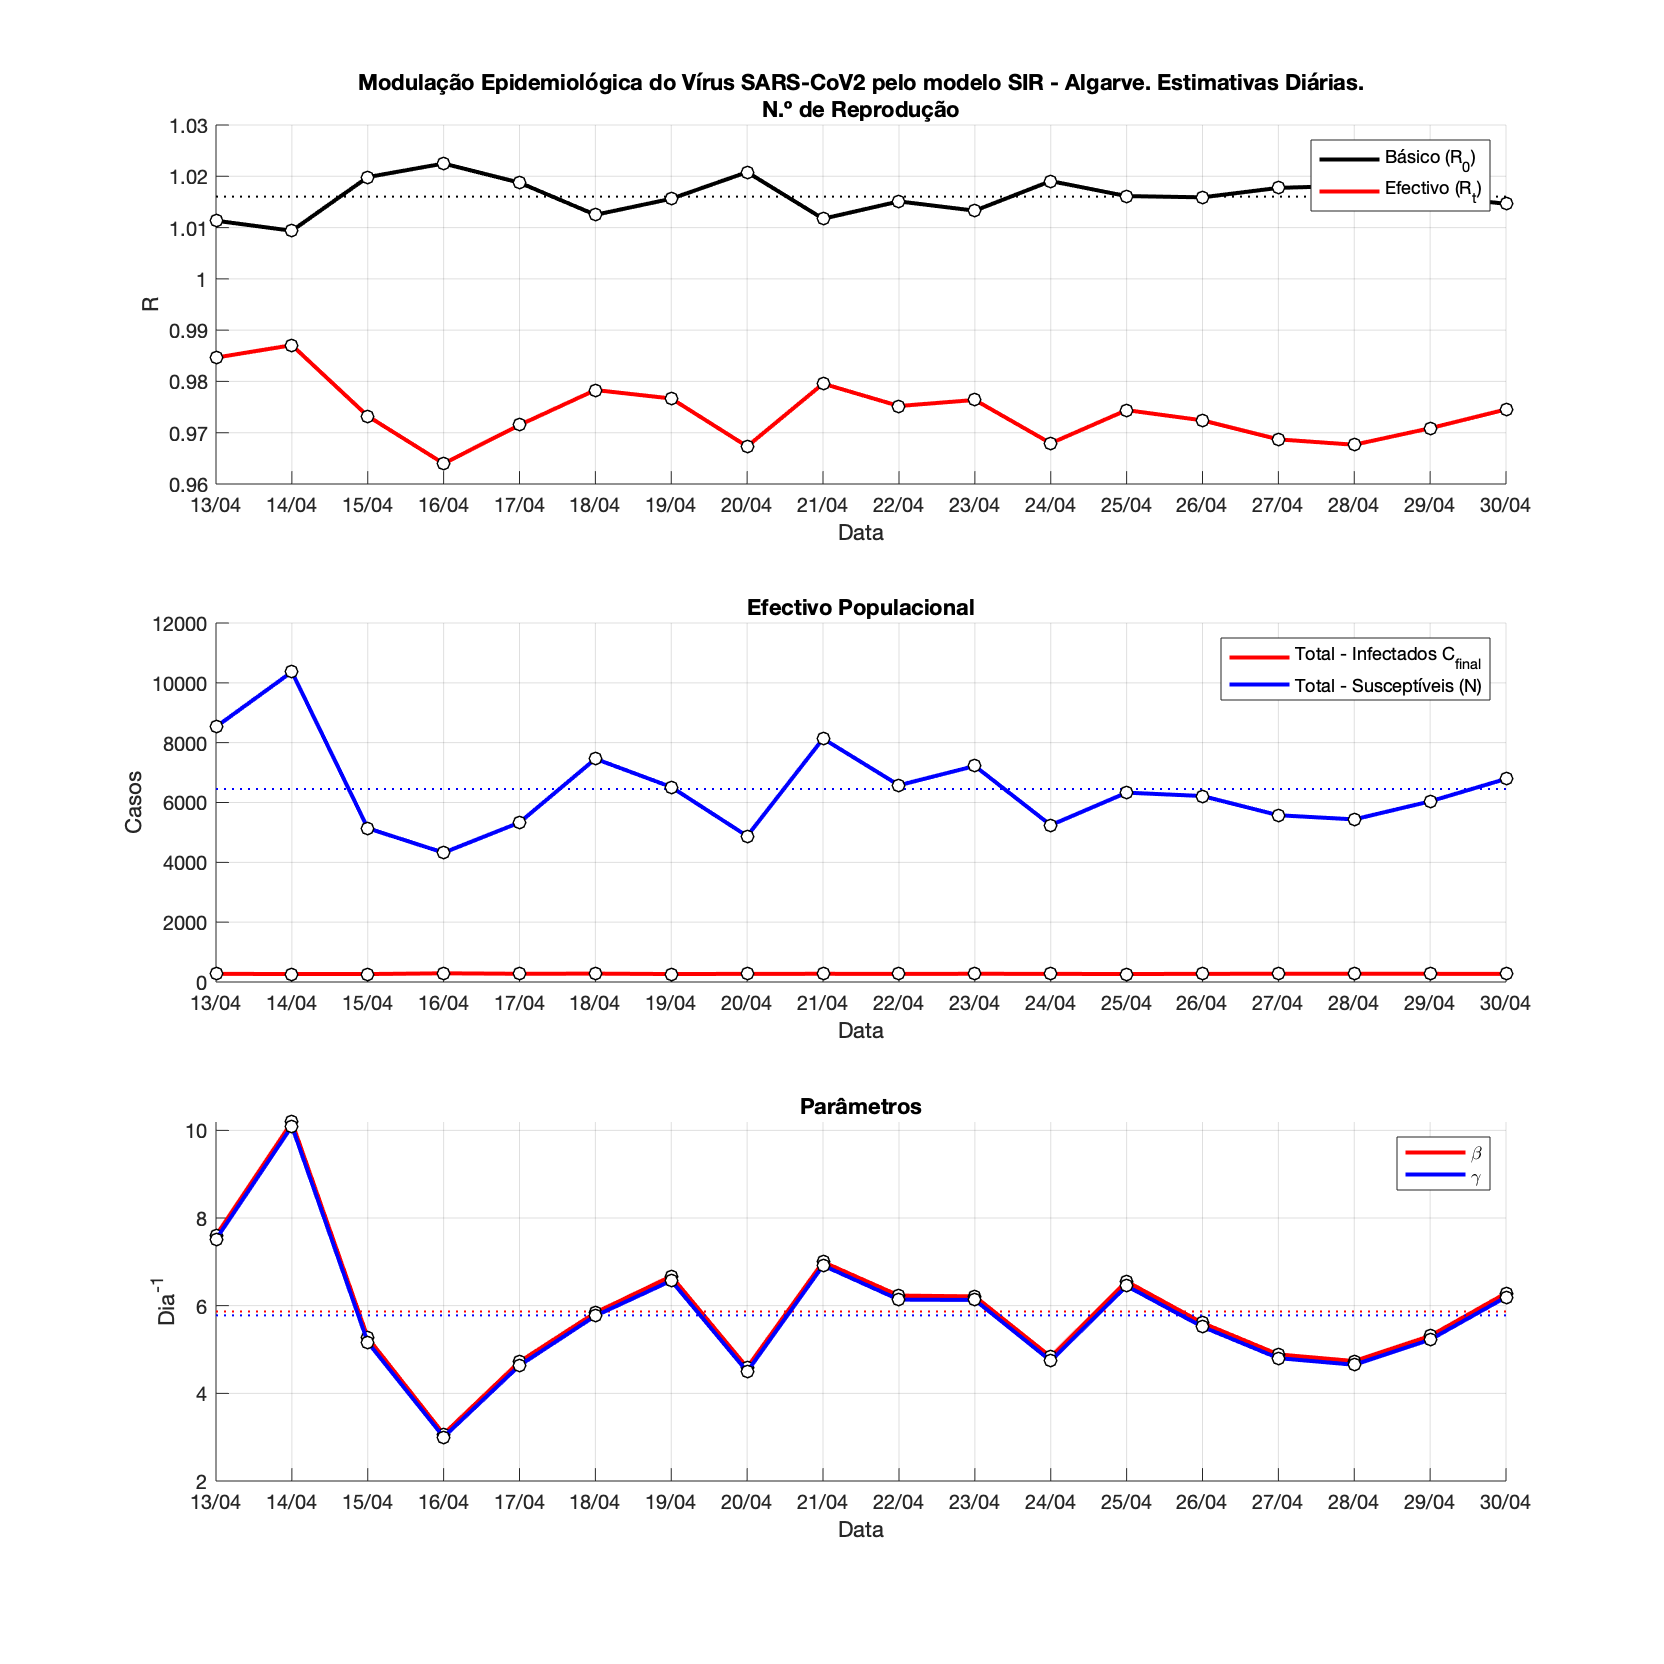 Modulação Epidemiológica do Vírus SARS-CoV2 pelo modelo SIR - Algarve. Estimativas Diárias.
N.º de Reprodução
1.03
1.02
1.01
1
0.99
0.98
0.97
0.96
R
Básico (R0)
Efectivo (Rt)
13/04 14/04 15/04 16/04 17/04 18/04 19/04 20/04 21/04 22/04 23/04 24/04 25/04 26/04 27/04 28/04 29/04 30/04
Data
Efectivo Populacional
12000
10000
8000
6000
4000
2000
0
Casos
Total - Infectados Cfinal
Total - Susceptíveis (N)
13/04 14/04 15/04 16/04 17/04 18/04 19/04 20/04 21/04 22/04 23/04 24/04 25/04 26/04 27/04 28/04 29/04 30/04
Data
Parâmetros
10
8
6
4
2
Dia-1
β
γ
13/04 14/04 15/04 16/04 17/04 18/04 19/04 20/04 21/04 22/04 23/04 24/04 25/04 26/04 27/04 28/04 29/04 30/04
Data